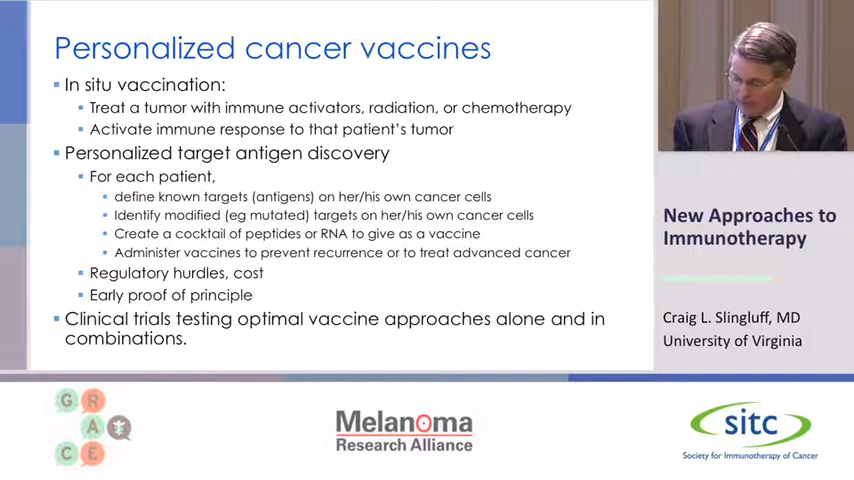 Personalized cancer vaccines
In situ vaccination:
Treat a tumor with immune activators, radiation, or chemotherapy
Activate immune response to that patient's tumor
Personalized target antigen discovery
For each patient,
define known targets (antigens) on her/his own cancer cells
Identify modified (eg mutated) targets on her/his own cancer cells
Create a cocktail of peptides or RNA to give as a vaccine
Administer vaccines to prevent recurrence or to treat advanced cancer
Regulatory hurdles, cost
Early proof of principle
Clinical trials testing optimal vaccine approaches alone and in
combinations.
New Approaches to
Immunotherapy
Craig L. Slingluff, MD
University of Virginia
G R
A
C E
Melanoma
Research Alliance
sitc
Society for Immunotherapy of Cancer